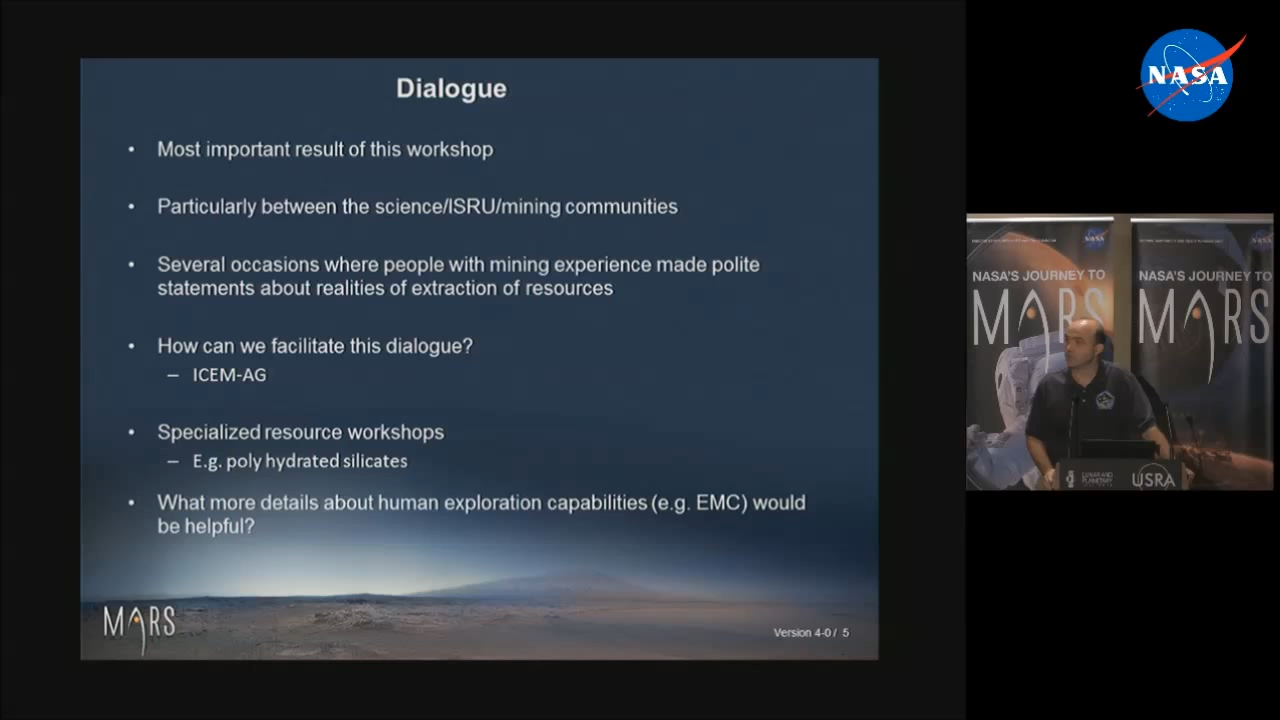 Dialogue
• Most important result of this workshop
• Particularly between the science/ISRU/mining communities
• Several occasions where people with mining experience made polite
statements about realities of extraction of resources
• How can we facilitate this dialogue?
– ICEM-AG
• Specialized resource workshops
– E.g. poly hydrated silicates
• What more details about human exploration capabilities (e.g. EMC) would
be helpful?
MARS
Version 4-0 / 5
NASA
NASA
NASA'S JOURNEY TO
MARS
NASA'S JOURNEY TO
MARS
LUNAR AND
PLANETARY
USRA